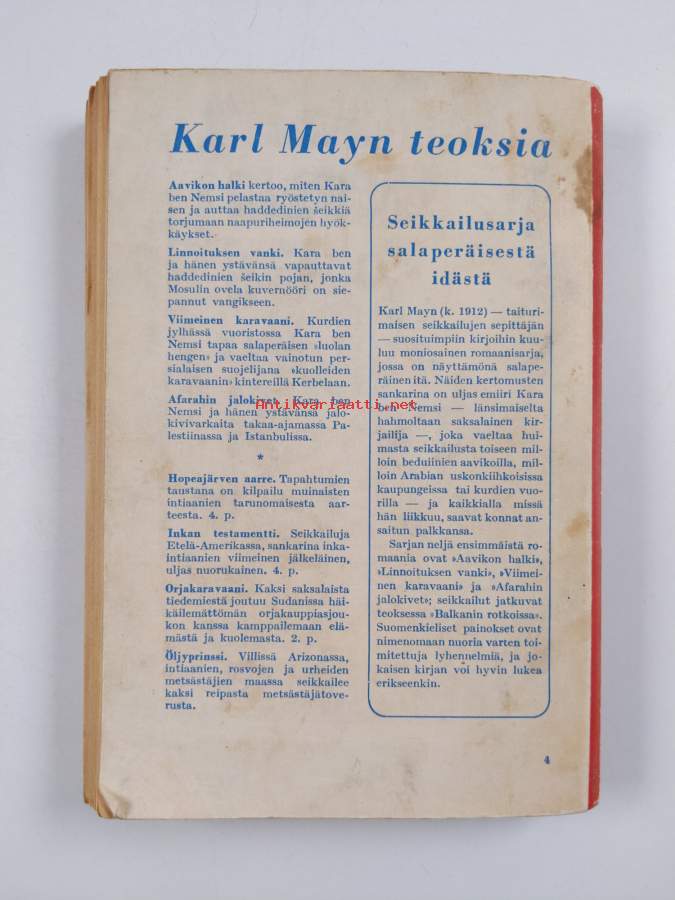 Karl Mayn teoksia
Aavikon halki kertoo, miten Kara
ben Nemsi pelastaa ryöstetyn nai-
sen ja auttaa haddedinien šeikkiä
torjumaan naapuriheimojen hyök-
käykset.
Linnoituksen vanki. Kara ben
ja hänen ystävänsä vapauttavat
haddedinien šeikin pojan, jonka
Mosulin ovela kuvernööri on sie-
pannut vangikseen.
Viimeinen karavaani. Kurdien
jylhässä vuoristossa Kara ben
Nemsi tapaa salaperäisen »luolan
hengen» ja vaeltaa vainotun per-
sialaisen suojelijana »kuolleiden
karavaanin» kintereillä Kerbelaan.
Afarahin jalokivet. Kara ben
Nemsi ja hänen ystävänsä jalo-
kivivarkaita takaa-ajamassa Pa-
lestiinassa ja Istanbulissa.
*
Hopeajärven aarre. Tapahtumien
taustana on kilpailu muinaisten
intiaanien tarunomaisesta aar-
teesta. 4. p.
Inkan testamentti. Seikkailuja
Etelä-Amerikassa, sankarina inka-
intiaanien viimeinen jälkeläinen,
uljas nuorukainen. 4. p.
Orjakaravaani. Kaksi saksalaista
tiedemiestä joutuu Sudanissa häi-
käilemättömän orjakauppiasjou-
kon kanssa kamppailemaan elä-
mästä ja kuolemasta. 2. p.
Öljyprinssi. Villissä Arizonassa,
intiaanien, rosvojen ja urheiden
metsästäjien maassa seikkailee
kaksi reipasta metsästäjätove-
rusta.
Seikkailusarja
salaperäisestä
idästä
Karl Mayn (k. 1912) — taituri-
maisen seikkailujen sepittäjän
— suosituimpiin kirjoihin kuu-
luu moniosainen romaanisarja,
jossa on näyttämönä salape-
räinen itä. Näiden kertomusten
sankarina on uljas emiiri Kara
ben Nemsi — länsimaiselta
hahmoltaan saksalainen kir-
jailija —, joka vaeltaa hui-
masta seikkailusta toiseen mil-
loin beduiinien aavikoilla, mil-
loin Arabian uskonkiihkoisissa
kaupungeissa tai kurdien vuo-
rilla — ja kaikkialla missä
hän liikkuu, saavat konnat an-
saitun palkkansa.
Sarjan neljä ensimmäistä ro-
maania ovat »Aavikon halki»,
»Linnoituksen vanki», »Viimei-
nen karavaani» ja »Afarahin
jalokivet»; seikkailut jatkuvat
teoksessa »Balkanin rotkoissa».
Suomenkieliset painokset ovat
nimenomaan nuoria varten toi-
mitettuja lyhennelmiä, ja jo-
kaisen kirjan voi hyvin lukea
erikseenkin.
4
Antikvariaatti.net